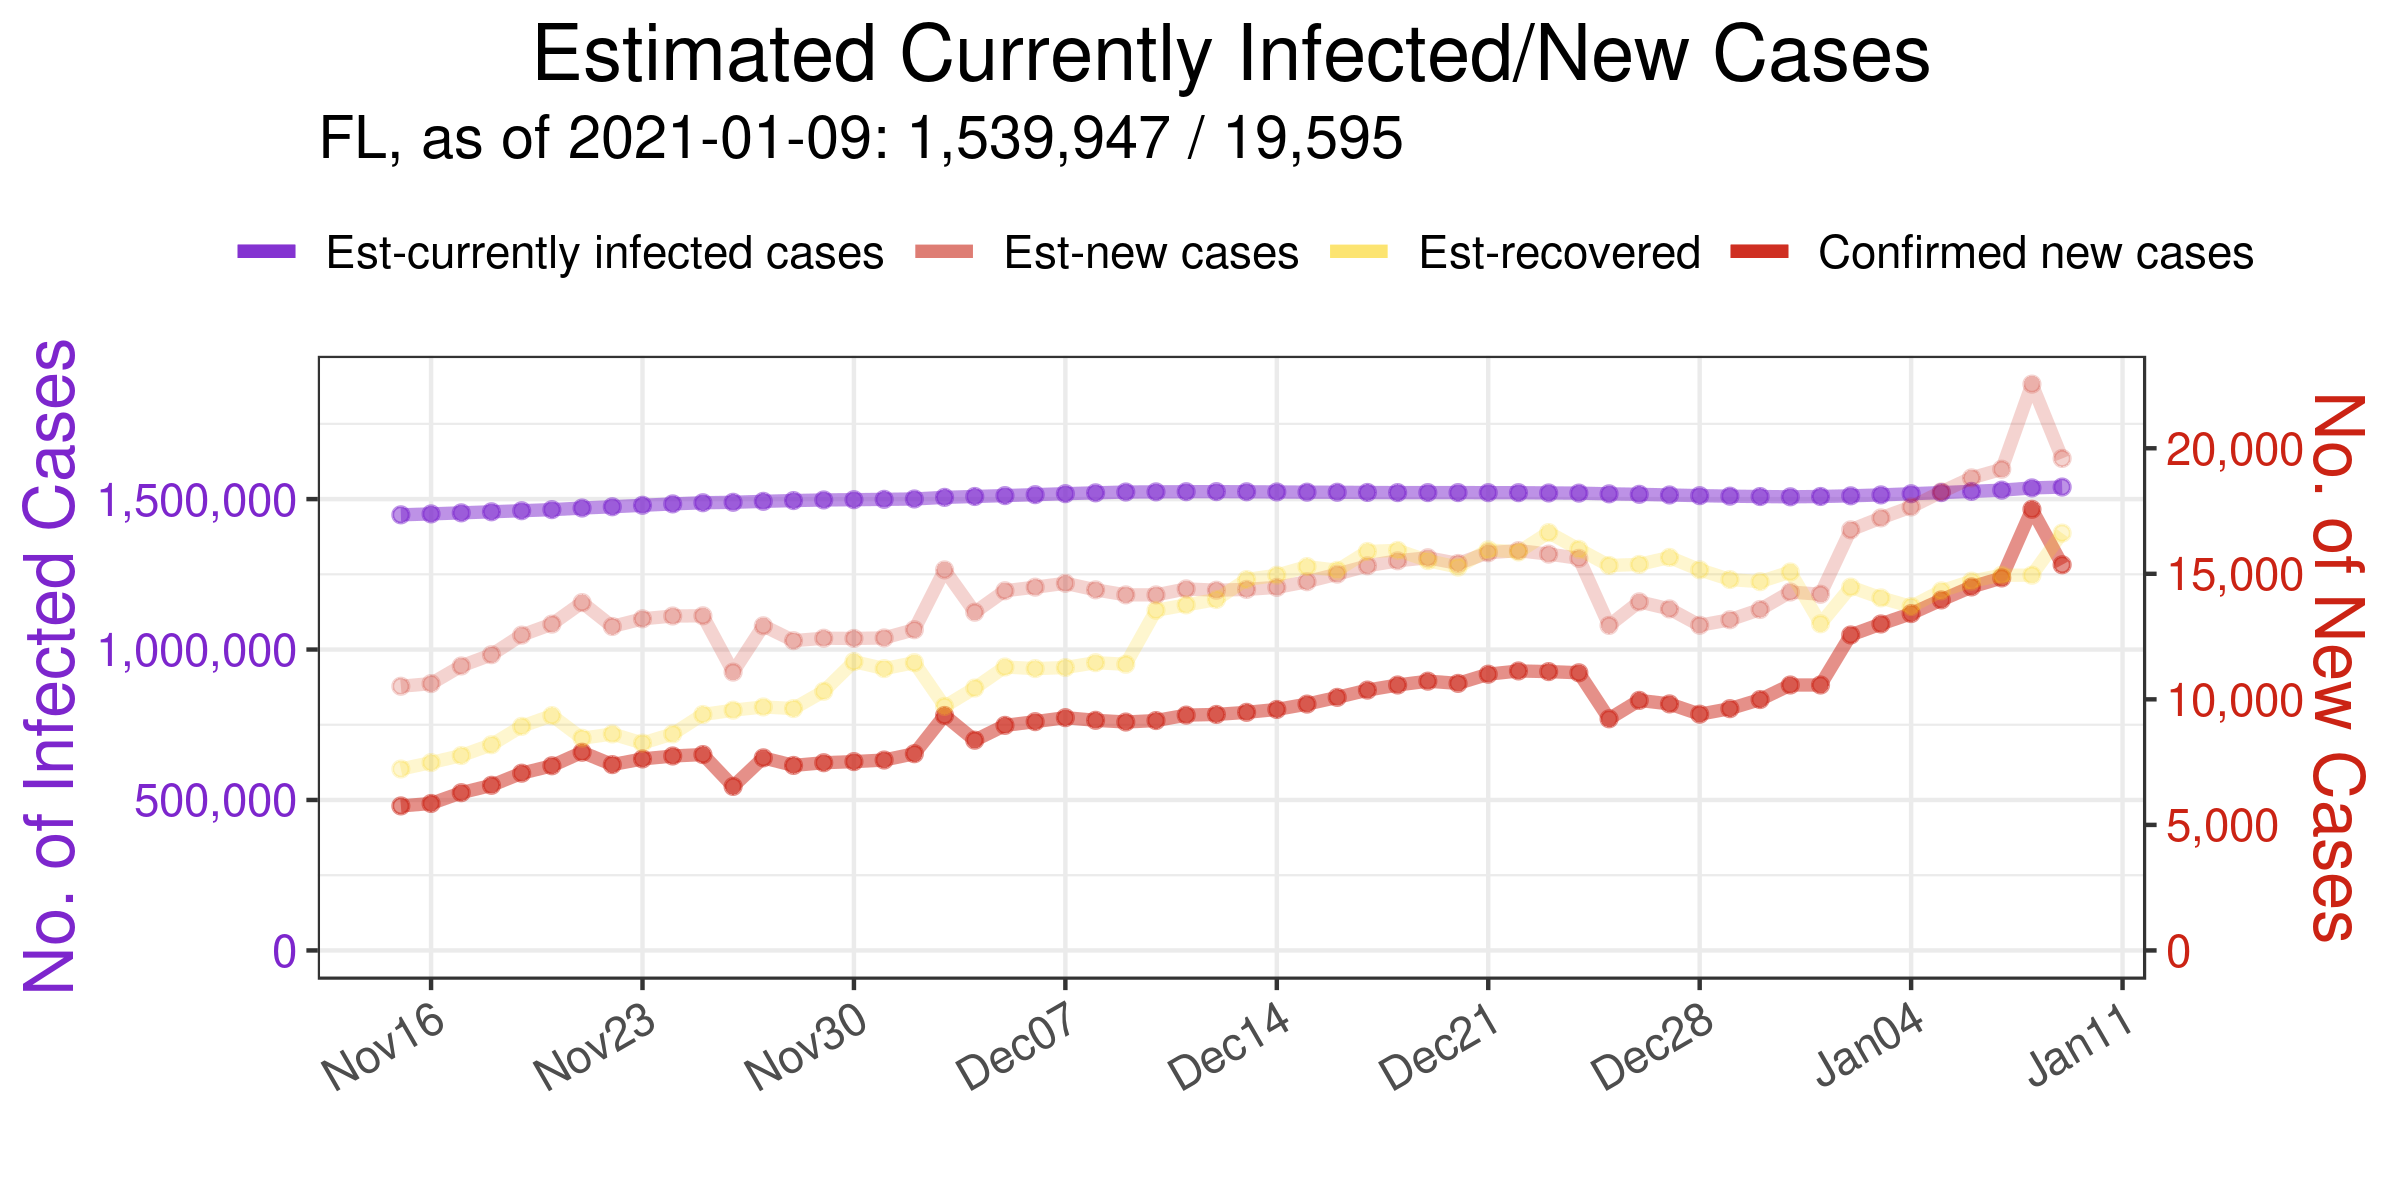 Estimated Currently Infected/New Cases
FL, as of 2021-01-09: 1,539,947 / 19,595
Est-currently infected cases Est-new cases Est-recovered Confirmed new cases
No. of Infected Cases
1,500,000
1,000,000
500,000
0
20,000
15,000
10,000
5,000
0
No. of New Cases
Nov16 Nov23 Nov30 Dec07 Dec14 Dec21 Dec28 Jan04 Jan11